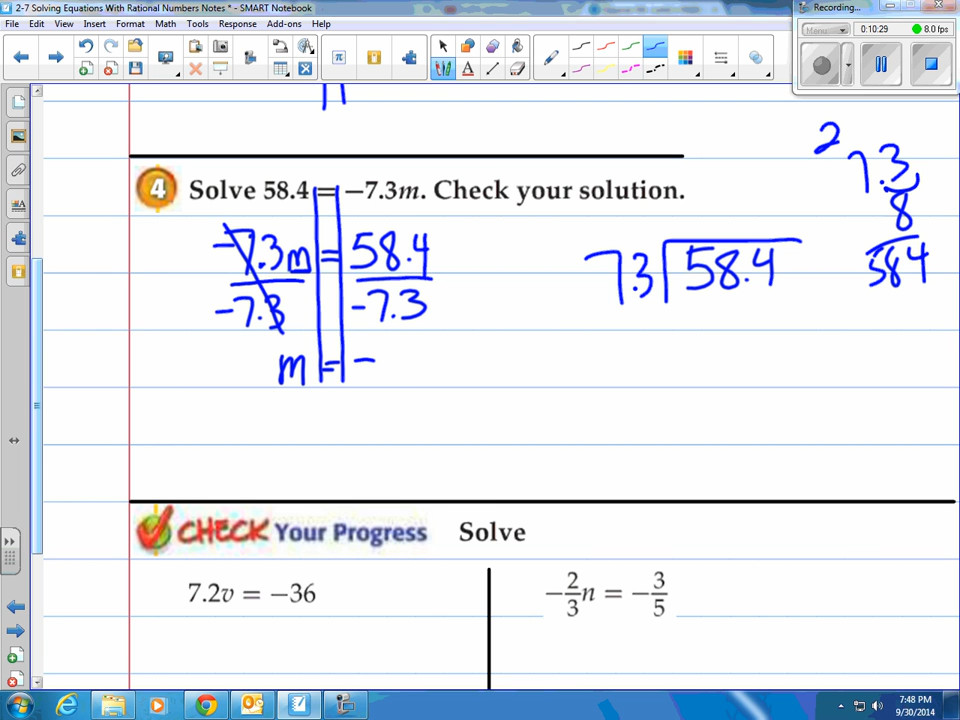 2-7 Solving Equations With Rational Numbers Notes * - SMART Notebook
File Edit View Insert Format Math Tools Response Add-ons Help
Recording...
Menu
0:10:29
8.0 fps
4 Solve 58.4 = −7.3m. Check your solution.
-7.3m = 58.4
-7.3 -7.3
m = -
7.3 58.4
2
7.3
8
584
CHECK Your Progress Solve
7.2v = −36
−2/3n = −3/5
7:48 PM
9/30/2014